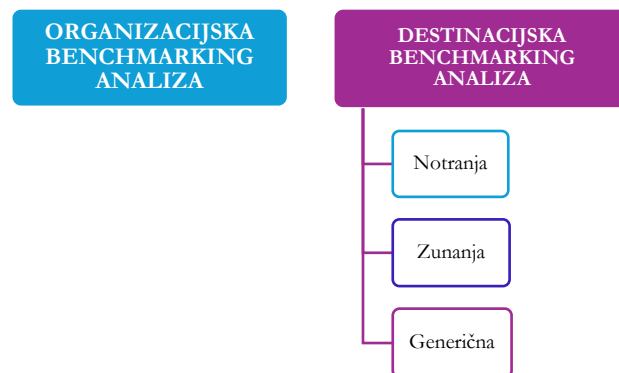 ORGANIZACIJSKA
BENCHMARKING
ANALIZA
DESTINACIJSKA
BENCHMARKING
ANALIZA
Notranja
Zunanja
Generična